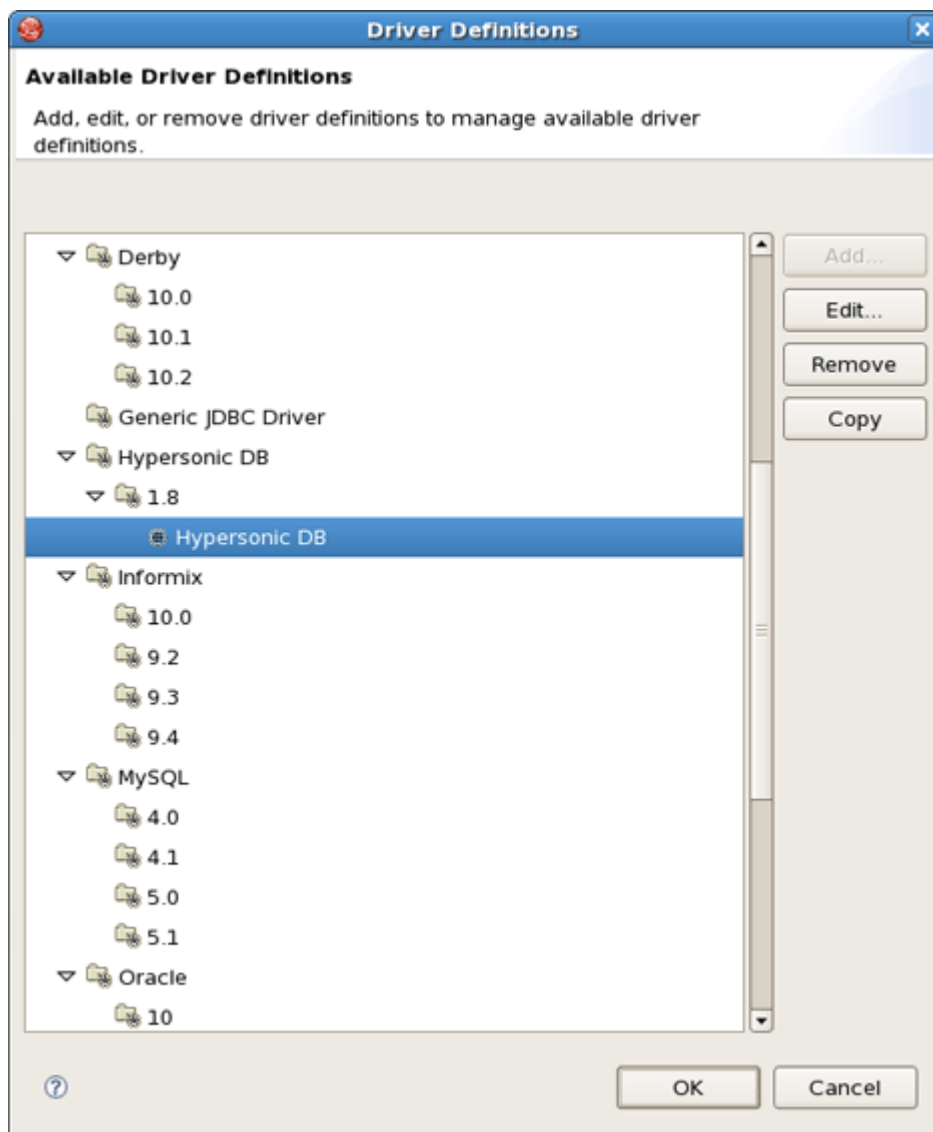 Driver Definitions
Available Driver Definitions
Add, edit, or remove driver definitions to manage available driver
definitions.
Derby
10.0
10.1
10.2
Generic JDBC Driver
Hypersonic DB
1.8
Hypersonic DB
Informix
10.0
9.2
9.3
9.4
MySQL
4.0
4.1
5.0
5.1
Oracle
10
Add...
Edit...
Remove
Copy
?
OK
Cancel